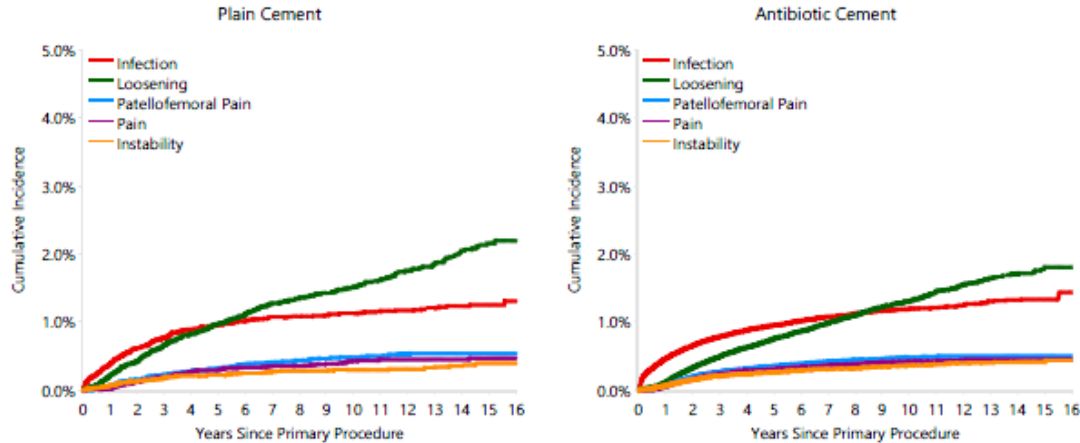 Plain Cement
5.0%
4.0%
3.0%
2.0%
1.0%
0.0%
Cumulative Incidence
Infection
Loosening
Patellofemoral Pain
Pain
Instability
0 1 2 3 4 5 6 7 8 9 10 11 12 13 14 15 16
Years Since Primary Procedure
Antibiotic Cement
5.0%
4.0%
3.0%
2.0%
1.0%
0.0%
Cumulative Incidence
Infection
Loosening
Patellofemoral Pain
Pain
Instability
0 1 2 3 4 5 6 7 8 9 10 11 12 13 14 15 16
Years Since Primary Procedure